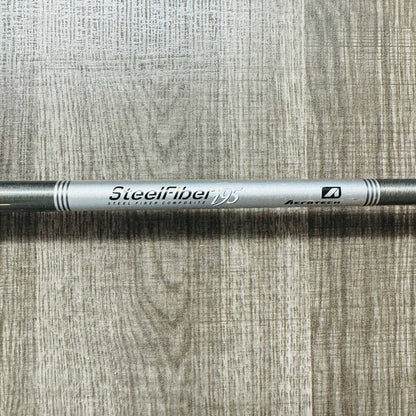 SteelFiber i95
STEEL FIBER COMPOSITE
AEROTECH